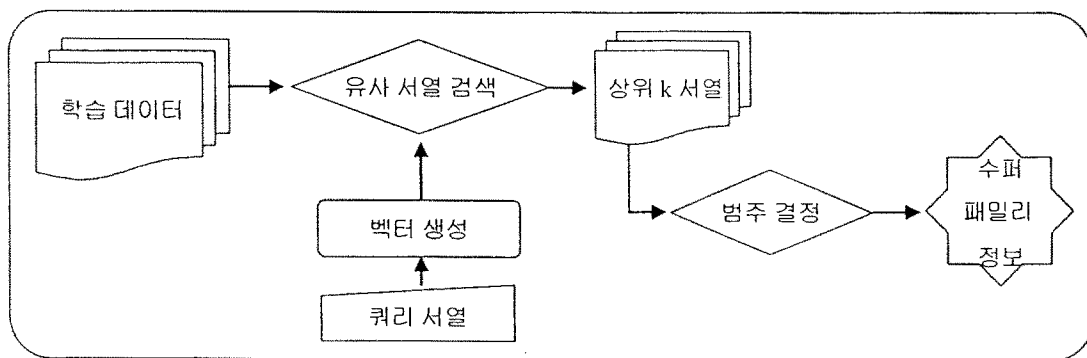 학습 데이터
유사 서열 검색
상위 k 서열
벡터 생성
쿼리 서열
범주 결정
수퍼
패밀리
정보